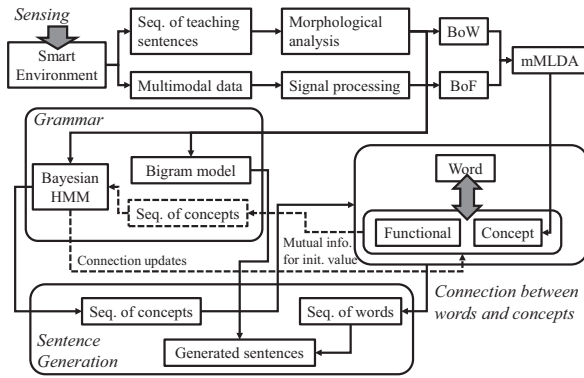 Sensing
Smart
Environment
Seq. of teaching
sentences
Morphological
analysis
BoW
mMLDA
Multimodal data
Signal processing
BoF
Grammar
Bayesian
HMM
Bigram model
Seq. of concepts
Word
Functional
Concept
Mutual info.
for init. value
Connection updates
Connection between
words and concepts
Seq. of concepts
Seq. of words
Sentence
Generation
Generated sentences